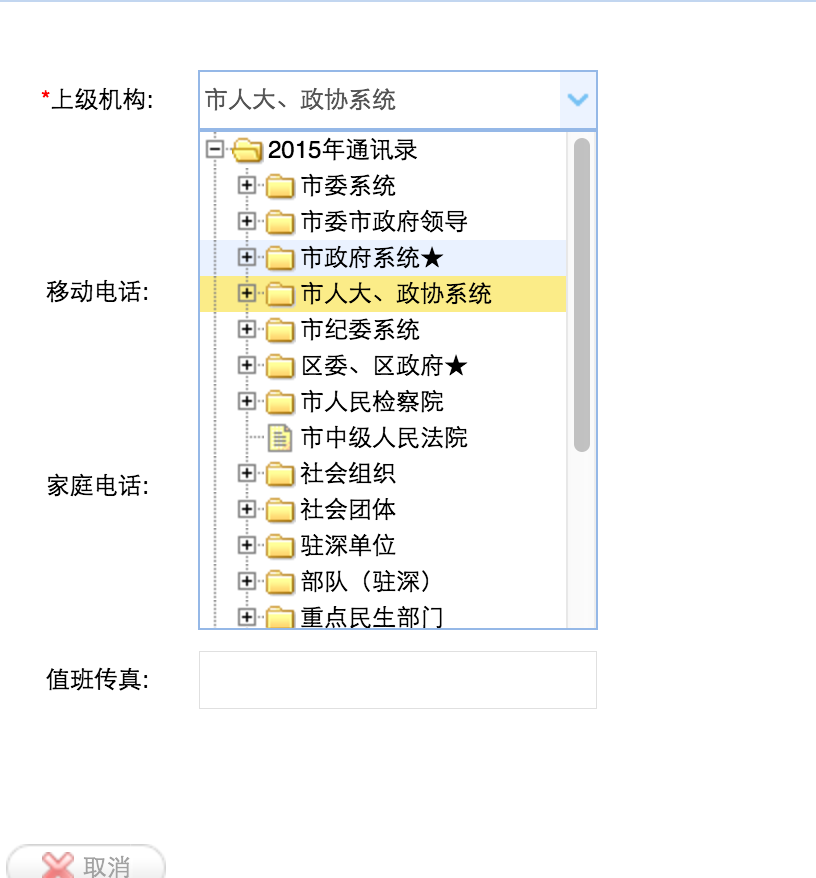 *上级机构:
市人大、政协系统
2015年通讯录
市委系统
市委市政府领导
市政府系统★
移动电话:
市人大、政协系统
市纪委系统
区委、区政府★
市人民检察院
市中级人民法院
家庭电话:
社会组织
社会团体
驻深单位
部队（驻深）
重点民生部门
值班传真:
取消